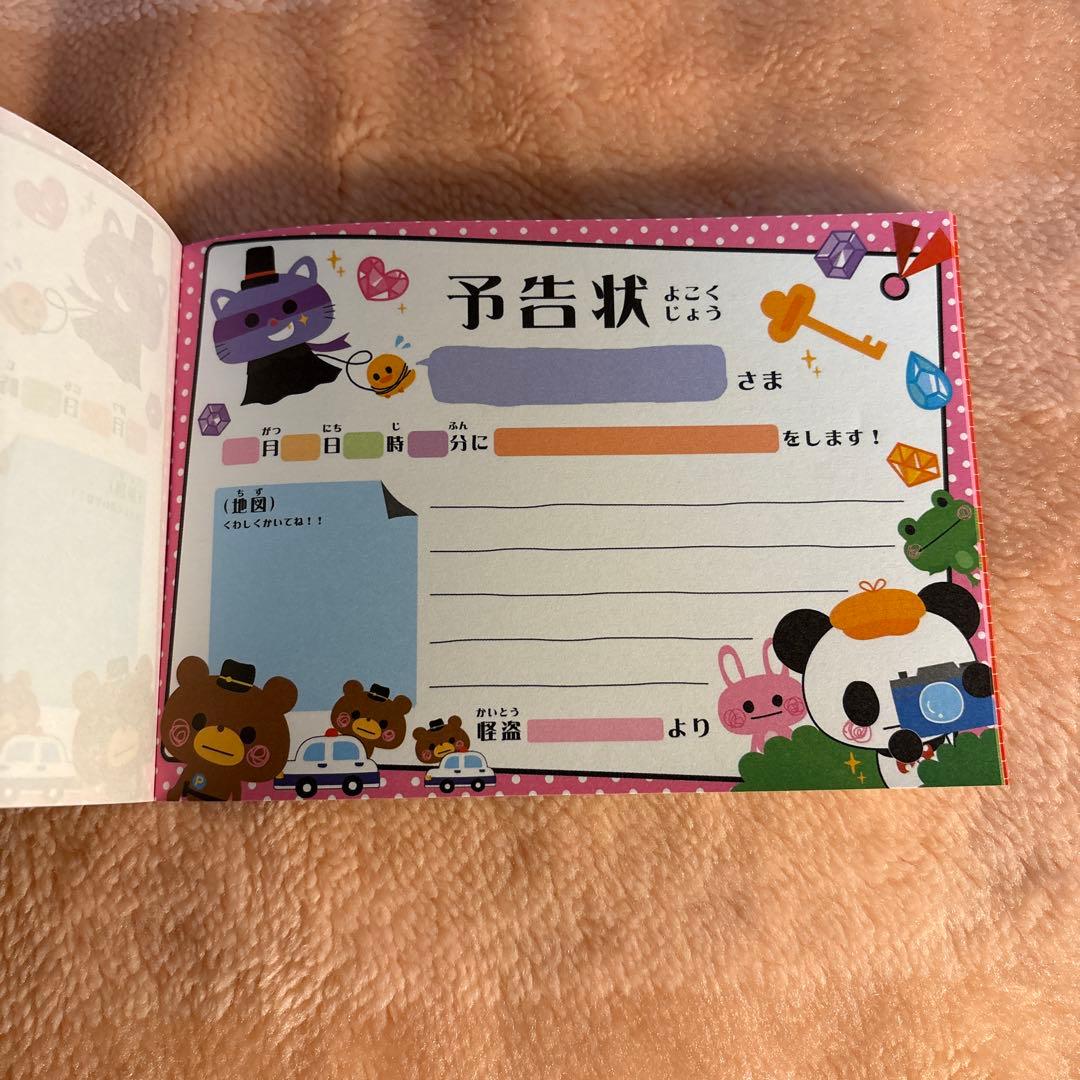 予告状 よこくじょう
さま
月 がつ 日 にち 時 じ 分 ふん に をします！
(地図) ちず
くわしくかいてね！！
怪盗 かいとう より
P